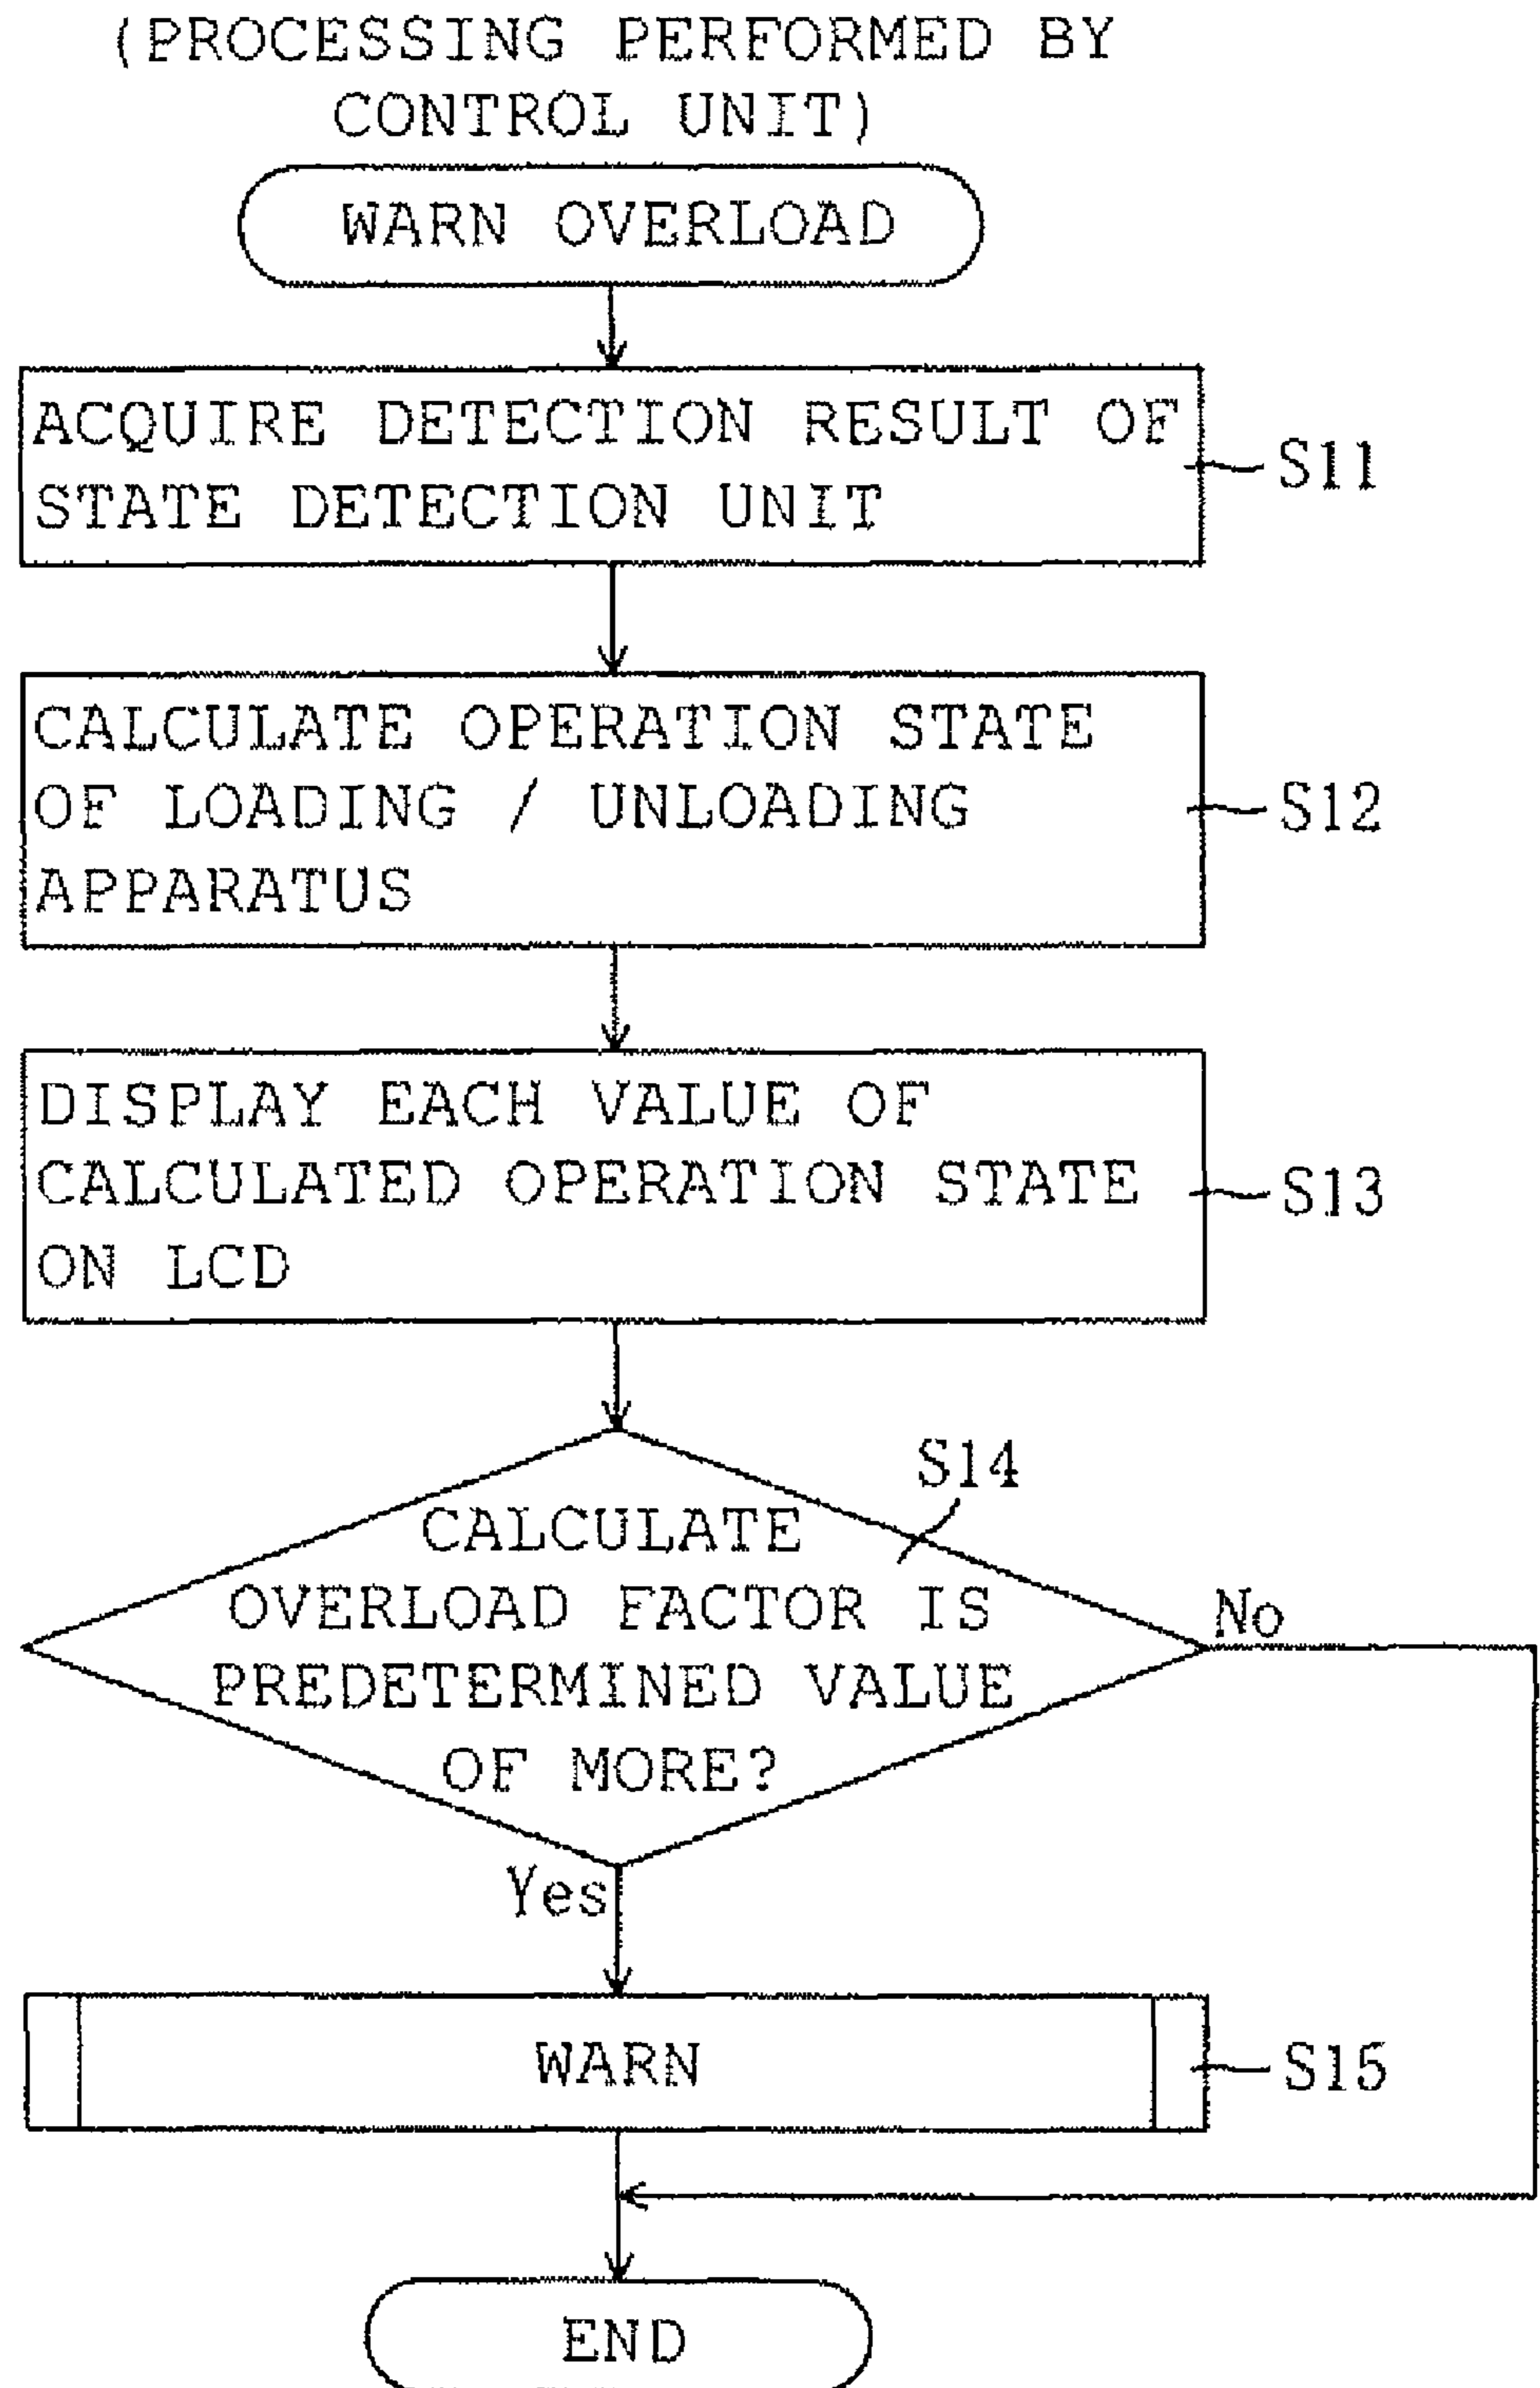 (PROCESSING PERFORMED BY
CONTROL UNIT)
WARN OVERLOAD
ACQUIRE DETECTION RESULT OF
STATE DETECTION UNIT
S11
CALCULATE OPERATION STATE
OF LOADING / UNLOADING
APPARATUS
S12
DISPLAY EACH VALUE OF
CALCULATED OPERATION STATE
ON LCD
S13
S14
CALCULATE
OVERLOAD FACTOR IS
PREDETERMINED VALUE
OF MORE?
No
Yes
WARN
S15
END